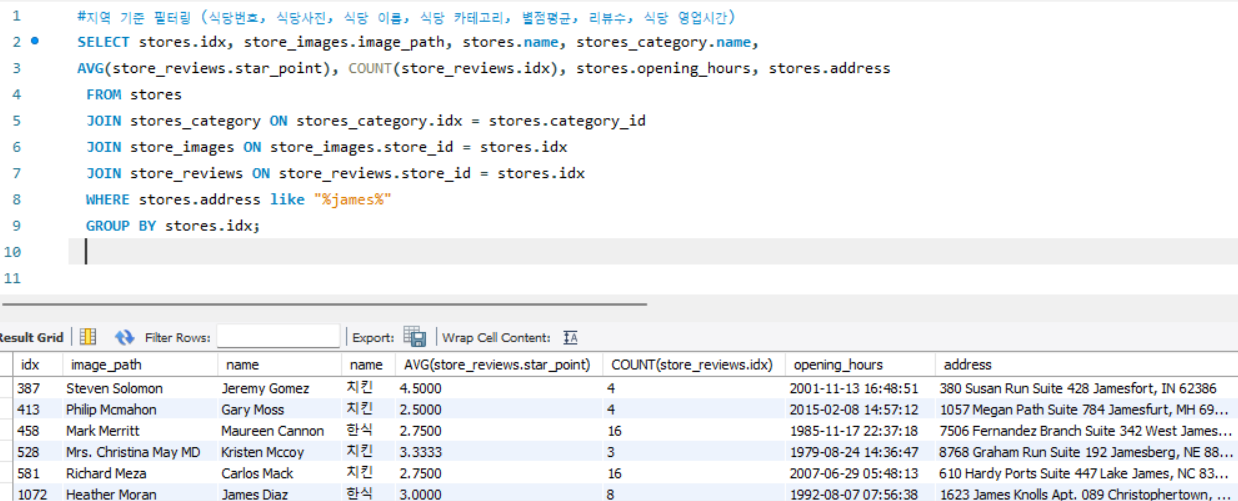 1 #지역 기준 필터링 (식당번호, 식당사진, 식당 이름, 식당 카테고리, 별점평균, 리뷰수, 식당 영업시간)
2 SELECT stores.idx, store_images.image_path, stores.name, stores_category.name,
3 AVG(store_reviews.star_point), COUNT(store_reviews.idx), stores.opening_hours, stores.address
4 FROM stores
5 JOIN stores_category ON stores_category.idx = stores.category_id
6 JOIN store_images ON store_images.store_id = stores.idx
7 JOIN store_reviews ON store_reviews.store_id = stores.idx
8 WHERE stores.address like "%james%"
9 GROUP BY stores.idx;
10
11
Result Grid Filter Rows: Export: Wrap Cell Content: IA
idx image_path name name AVG(store_reviews.star_point) COUNT(store_reviews.idx) opening_hours address
387 Steven Solomon Jeremy Gomez 치킨 4.5000 4 2001-11-13 16:48:51 380 Susan Run Suite 428 Jamesfort, IN 62386
413 Philip Mcmahon Gary Moss 치킨 2.5000 4 2015-02-08 14:57:12 1057 Megan Path Suite 784 Jamesfurt, MH 69...
458 Mark Merritt Maureen Cannon 한식 2.7500 16 1985-11-17 22:37:18 7506 Fernandez Branch Suite 342 West James...
528 Mrs. Christina May MD Kristen Mccoy 치킨 3.3333 3 1979-08-24 14:36:47 8768 Graham Run Suite 192 Jamesberg, NE 88...
581 Richard Meza Carlos Mack 치킨 2.7500 16 2007-06-29 05:48:13 610 Hardy Ports Suite 447 Lake James, NC 83...
1072 Heather Moran James Diaz 한식 3.0000 8 1992-08-07 07:56:38 1623 James Knolls Apt. 089 Christophertown, ...